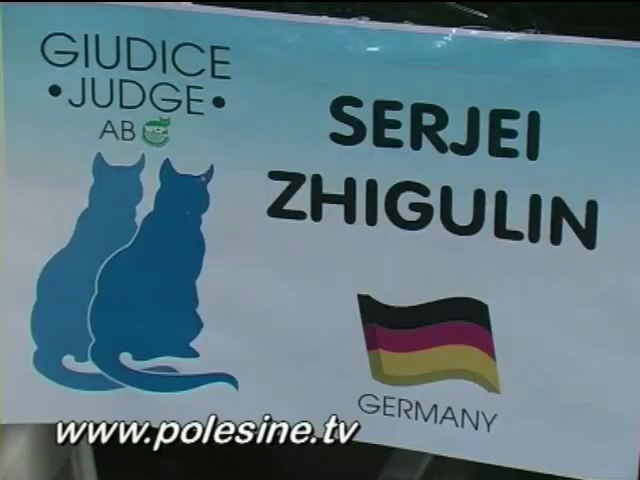 GIUDICE
•JUDGE•
AB
SERJEI
ZHIGULIN
GERMANY
www.polesine.tv